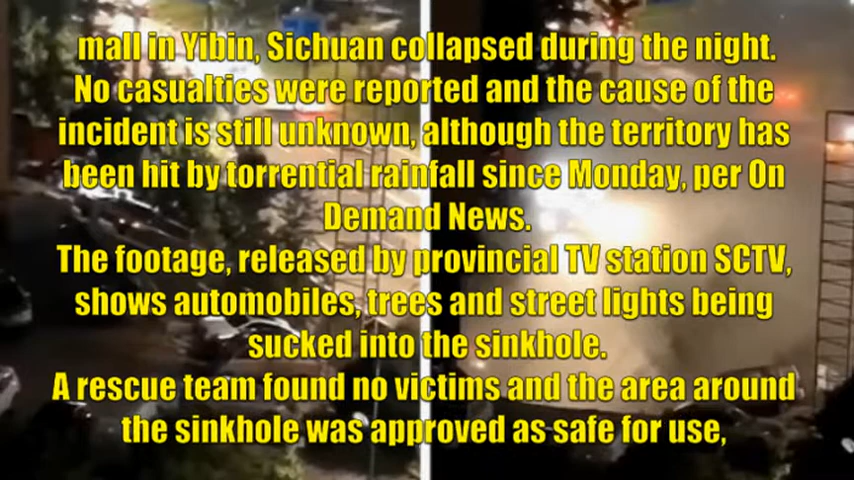 mall in Yibin, Sichuan collapsed during the night.
No casualties were reported and the cause of the
incident is still unknown, although the territory has
been hit by torrential rainfall since Monday, per On
Demand News.
The footage, released by provincial TV station SCTV,
shows automobiles, trees and street lights being
sucked into the sinkhole.
A rescue team found no victims and the area around
the sinkhole was approved as safe for use,